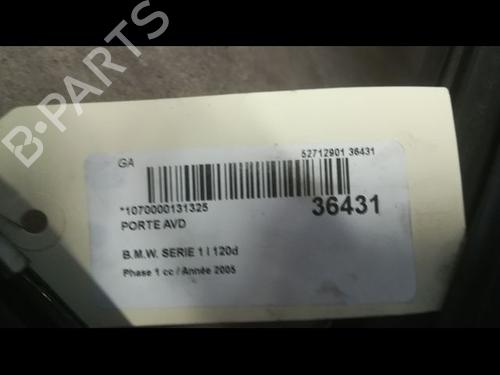 B-PARTS
GA
52712901 36431
*1070000131325
36431
PORTE AVD
B.M.W. SERIE 1 I 120d
Phase 1 cc / Année 2005